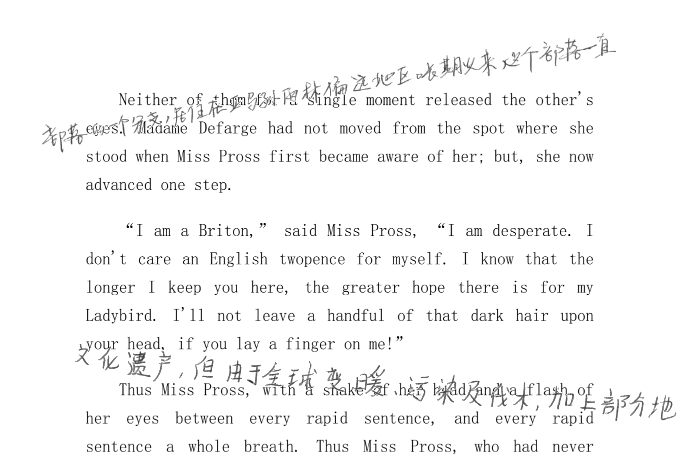 Neither of them for a single moment released the other's
eyes. Madame Defarge had not moved from the spot where she
stood when Miss Pross first became aware of her; but, she now
advanced one step.
“I am a Briton,” said Miss Pross, “I am desperate. I
don't care an English twopence for myself. I know that the
longer I keep you here, the greater hope there is for my
Ladybird. I'll not leave a handful of that dark hair upon
your head, if you lay a finger on me!”
Thus Miss Pross, with a shake of her head and a flash of
her eyes between every rapid sentence, and every rapid
sentence a whole breath. Thus Miss Pross, who had never
部落的一个分支,居住在亚马孙雨林偏远地区长期以来这个部落一直
文化遗产,但由于全球变暖、污染及伐木,加上部分地